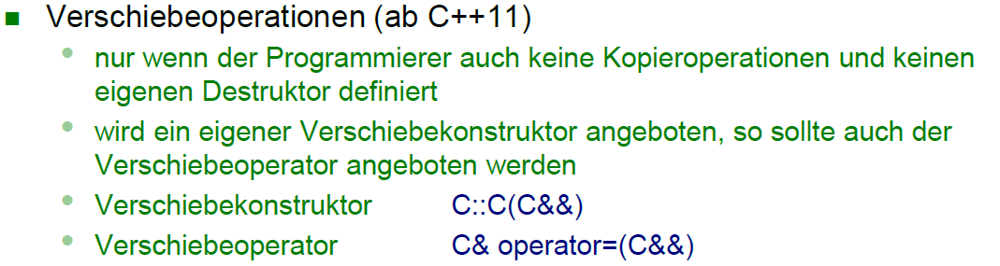 Verschiebeoperationen (ab C++11)
nur wenn der Programmierer auch keine Kopieroperationen und keinen
eigenen Destruktor definiert
wird ein eigener Verschiebekonstruktor angeboten, so sollte auch der
Verschiebeoperator angeboten werden
Verschiebekonstruktor C::C(C&&)
Verschiebeoperator C& operator=(C&&)